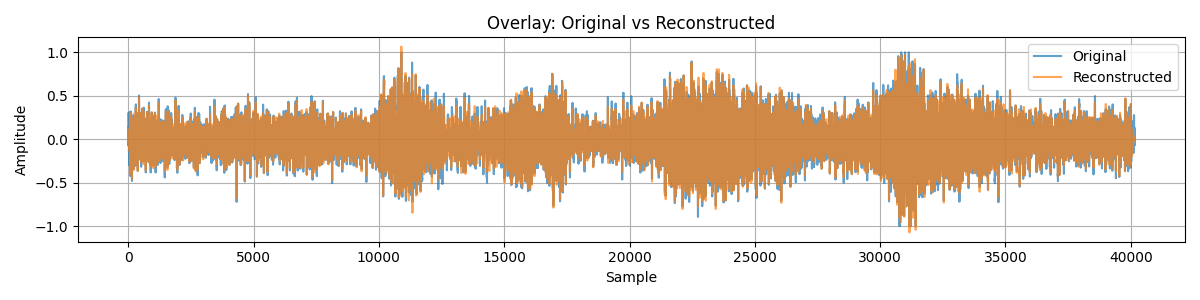 Overlay: Original vs Reconstructed
Amplitude
1.0
0.5
0.0
−0.5
−1.0
Original
Reconstructed
0 5000 10000 15000 20000 25000 30000 35000 40000
Sample